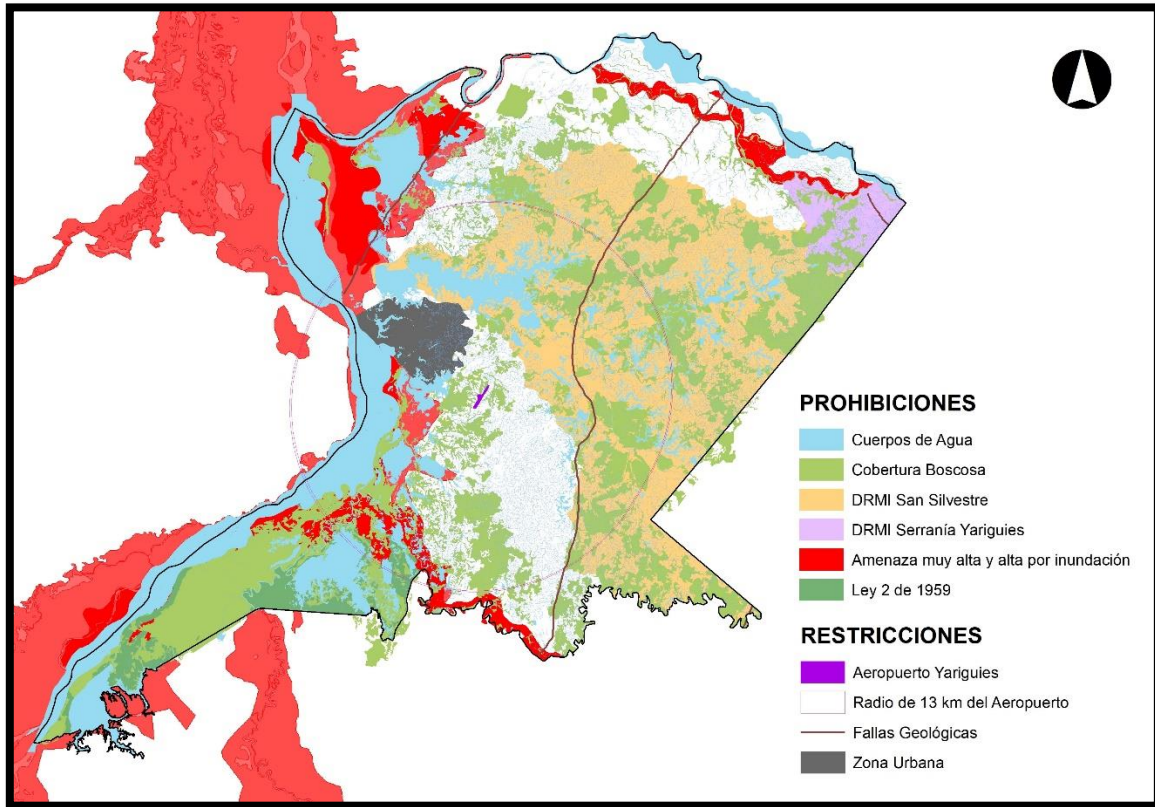 PROHIBICIONES
Cuerpos de Agua
Cobertura Boscosa
DRMI San Silvestre
DRMI Serranía Yariguies
Amenaza muy alta y alta por inundación
Ley 2 de 1959
RESTRICCIONES
Aeropuerto Yariguies
Radio de 13 km del Aeropuerto
Fallas Geológicas
Zona Urbana